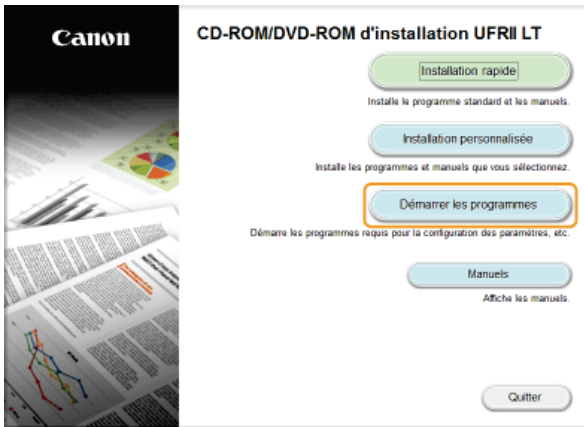 Canon
CD-ROM/DVD-ROM d'installation UFRII LT
Installation rapide
Installe le programme standard et les manuels.
Installation personnalisée
Installe les programmes et manuels que vous sélectionnez.
Démarrer les programmes
Démarre les programmes requis pour la configuration des paramètres, etc.
Manuels
Affiche les manuels.
Quitter